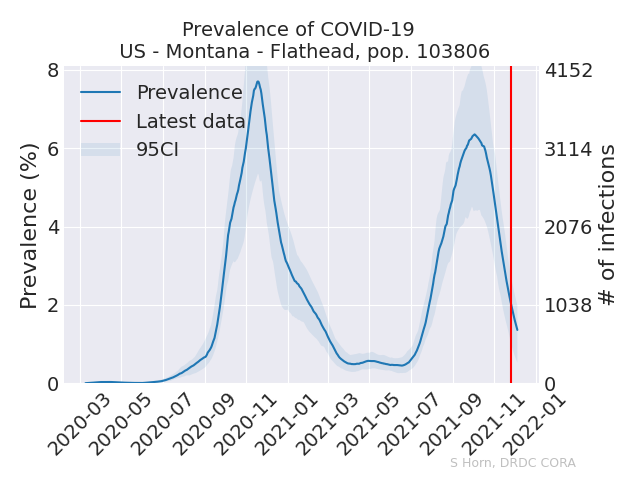 Prevalence of COVID-19
US - Montana - Flathead, pop. 103806
Prevalence
Latest data
95CI
Prevalence (%)
8
6
4
2
0
4152
3114
2076
1038
0
# of infections
2020-03
2020-05
2020-07
2020-09
2020-11
2021-01
2021-03
2021-05
2021-07
2021-09
2021-11
2022-01
S Horn, DRDC CORA